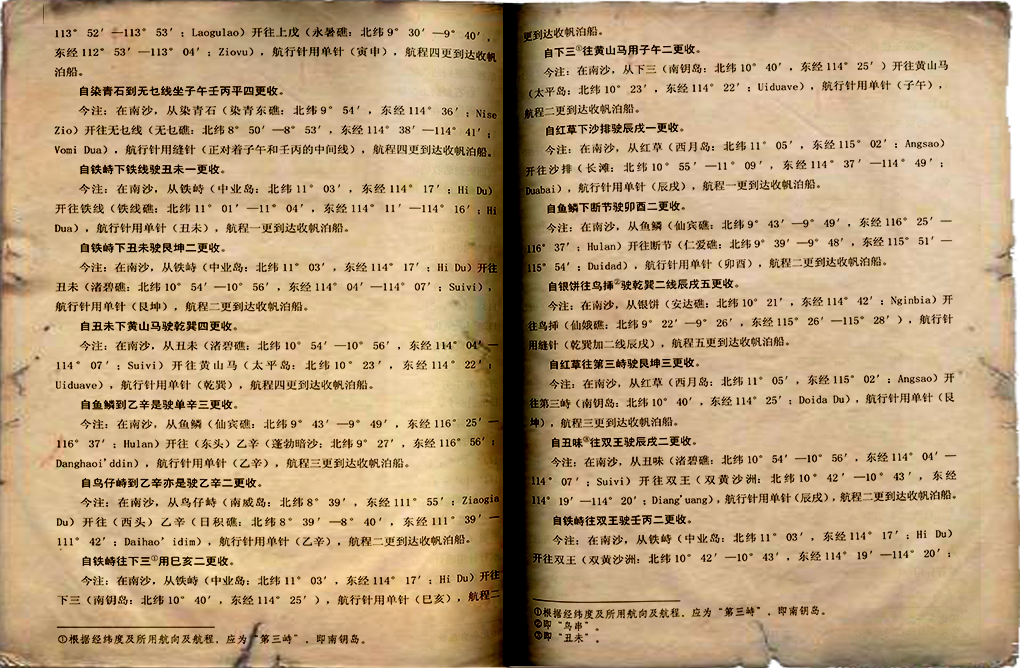 113° 52′ —113° 53′ ; Laogulao) 开往上戊 (永暑礁: 北纬 9° 30′ —9° 40′ ,
东经 112° 53′ —113° 04′ ; Ziovu) , 航行针用单针 (寅申) , 航程四更到达收帆
泊船。
自染青石到无乜线坐子午壬丙平四更收。
今注: 在南沙, 从染青石 (染青东礁: 北纬 9° 54′ , 东经 114° 36′ ; Nise
Zio) 开往无乜线 (无乜礁: 北纬 8° 50′ —8° 53′ , 东经 114° 38′ —114° 41′ ;
Vomi Dua) , 航行用缝针 (正对着子午和壬丙的中间线) , 航程四更到达收帆泊船。
自铁峙下铁线驶丑未一更收。
今注: 在南沙, 从铁峙 (中业岛: 北纬 11° 03′ , 东经 114° 17′ ; Hi Du)
开往铁线 (铁线礁: 北纬 11° 01′ —11° 04′ , 东经 114° 11′ —114° 16′ ; Hi
Dua) , 航行用单针 (丑未) , 航程一更到达收帆泊船。
自铁峙下丑未驶艮坤二更收。
今注: 在南沙, 从铁峙 (中业岛: 北纬 11° 03′ , 东经 114° 17′ ; Hi Du) 开往
丑未 (渚碧礁: 北纬 10° 54′ —10° 56′ , 东经 114° 04′ —114° 07′ ; Suivi) ,
航行针用单针 (艮坤) , 航程二更到达收帆泊船。
自丑未下黄山马驶乾巽四更收。
今注: 在南沙, 从丑未 (渚碧礁: 北纬 10° 54′ —10° 56′ , 东经 114° 04′ —
114° 07′ ; Suivi) 开往黄山马 (太平岛: 北纬 10° 23′ , 东经 114° 22′ ;
Uiduave) , 航行针用单针 (乾巽) , 航程四更到达收帆泊船。
自鱼鳞到乙辛是驶单辛三更收。
今注: 在南沙, 从鱼鳞 (仙宾礁: 北纬 9° 43′ —9° 49′ , 东经 116° 25′ —
116° 37′ ; Hulan) 开往 (东头) 乙辛 (蓬勃暗沙: 北纬 9° 27′ , 东经 116° 56′ ;
Danghaoi'ddin) , 航行针用单针 (乙辛) , 航程三更到达收帆泊船。
自鸟仔峙到乙辛亦是驶乙辛二更收。
今注: 在南沙, 从鸟仔峙 (南威岛: 北纬 8° 39′ , 东经 111° 55′ ; Ziaogia
Du) 开往 (西头) 乙辛 (日积礁: 北纬 8° 39′ —8° 40′ , 东经 111° 39′ —
111° 42′ ; Daihao' idim) , 航行针用单针 (乙辛) , 航程二更到达收帆泊船。
自铁峙往下三①用巳亥二更收。
今注: 在南沙, 从铁峙 (中业岛: 北纬 11° 03′ , 东经 114° 17′ ; Hi Du) 开往
下三 (南钥岛: 北纬 10° 40′ , 东经 114° 25′ ) , 航行针用单针 (巳亥) , 航程二
①根据经纬度及所用航向及航程, 应为 "第三峙" , 即南钥岛。
更到达收帆泊船。
自下三①往黄山马用子午二更收。
今注: 在南沙, 从下三 (南钥岛: 北纬 10° 40′ , 东经 114° 25′ ) 开往黄山马
(太平岛: 北纬 10° 23′ , 东经 114° 22′ ; Uiduave) , 航行针用单针 (子午) ,
航程二更到达收帆泊船。
自红草下沙排驶辰戌一更收。
今注: 在南沙, 从红草 (西月岛: 北纬 11° 05′ , 东经 115° 02′ ; Angsao)
开往沙排 (长滩: 北纬 10° 55′ —11° 09′ , 东经 114° 37′ —114° 49′ ;
Duabai) , 航行用单针 (辰戌) , 航程一更到达收帆泊船。
自鱼鳞下断节驶卯酉二更收。
今注: 在南沙, 从鱼鳞 (仙宾礁: 北纬 9° 43′ —9° 49′ , 东经 116° 25′ —
116° 37′ ; Hulan) 开往断节 (仁爱礁: 北纬 9° 39′ —9° 48′ , 东经 115° 51′ —
115° 54′ ; Duidad) , 航行用单针 (卯酉) , 航程二更到达收帆泊船。
自银饼往鸟挿②驶乾巽二线辰戌五更收。
今注: 在南沙, 从银饼 (安达礁: 北纬 10° 21′ , 东经 114° 42′ ; Nginbia) 开
往鸟挿 (仙娥礁: 北纬 9° 22′ —9° 26′ , 东经 115° 26′ —115° 28′ ) , 航行针
用缝针 (乾巽加二线辰戌) , 航程五更到达收帆泊船。
自红草往第三峙驶艮坤三更收。
今注: 在南沙, 从红草 (西月岛: 北纬 11° 05′ , 东经 115° 02′ ; Angsao) 开
往第三峙 (南钥岛: 北纬 10° 40′ , 东经 114° 25′ ; Doida Du) , 航行针用单针 (艮
坤) , 航程三更到达收帆泊船。
自丑味③往双王驶辰戌二更收。
今注: 在南沙, 从丑味 (渚碧礁: 北纬 10° 54′ —10° 56′ , 东经 114° 04′ —
114° 07′ ; Suivi) 开往双王 (双黄沙洲: 北纬 10° 42′ —10° 43′ , 东经
114° 19′ —114° 20′ ; Diang'uang) , 航行用单针 (辰戌) , 航程二更到达收帆泊船。
自铁峙往双王驶壬丙二更收。
今注: 在南沙, 从铁峙 (中业岛: 北纬 11° 03′ , 东经 114° 17′ ; Hi Du)
开往双王 (双黄沙洲: 北纬 10° 42′ —10° 43′ , 东经 114° 19′ —114° 20′ ;
①根据经纬度及所用航向及航程, 应为 "第三峙" , 即南钥岛。
②即 "鸟串" 。
③即 "丑未" 。